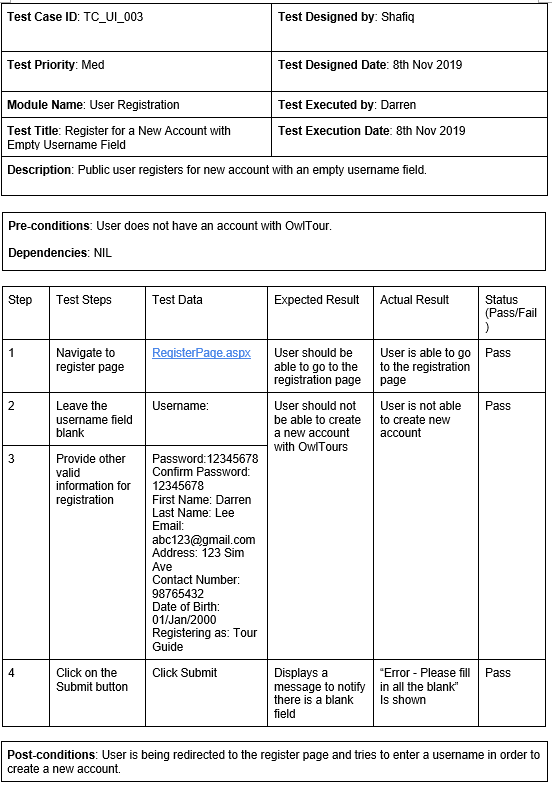 Test Case ID: TC_UI_003
Test Designed by: Shafiq
Test Priority: Med
Test Designed Date: 8th Nov 2019
Module Name: User Registration
Test Executed by: Darren
Test Title: Register for a New Account with
Empty Username Field
Test Execution Date: 8th Nov 2019
Description: Public user registers for new account with an empty username field.
Pre-conditions: User does not have an account with OwlTour.
Dependencies: NIL
Step
Test Steps
Test Data
Expected Result
Actual Result
Status
(Pass/Fail
)
1
Navigate to
register page
RegisterPage.aspx
User should be
able to go to the
registration page
User is able to go
to the registration
page
Pass
2
Leave the
username field
blank
Username:
User should not
be able to create
a new account
with OwlTours
User is not able
to create new
account
Pass
3
Provide other
valid
information for
registration
Password:12345678
Confirm Password:
12345678
First Name: Darren
Last Name: Lee
Email:
abc123@gmail.com
Address: 123 Sim
Ave
Contact Number:
98765432
Date of Birth:
01/Jan/2000
Registering as: Tour
Guide
4
Click on the
Submit button
Click Submit
Displays a
message to notify
there is a blank
field
“Error - Please fill
in all the blank”
Is shown
Pass
Post-conditions: User is being redirected to the register page and tries to enter a username in order to
create a new account.